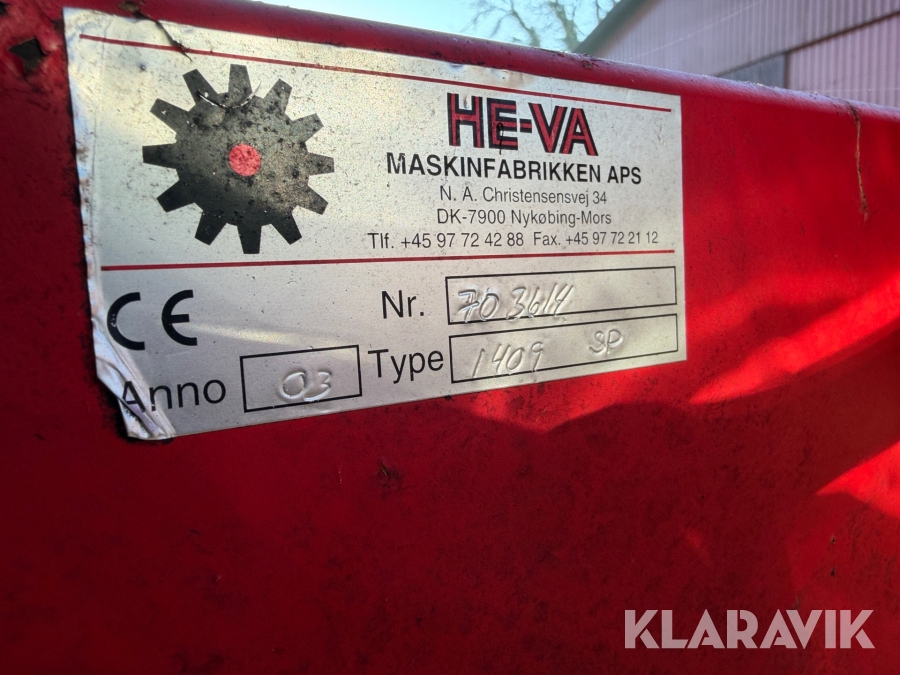 HE-VA
MASKINFABRIKKEN APS
N. A. Christensensvej 34
DK-7900 Nykøbing-Mors
Tlf. +45 97 72 42 88 Fax. +45 97 72 21 12
CE Nr. 703614
Anno 03 Type 1409 SP
KLARAVIK